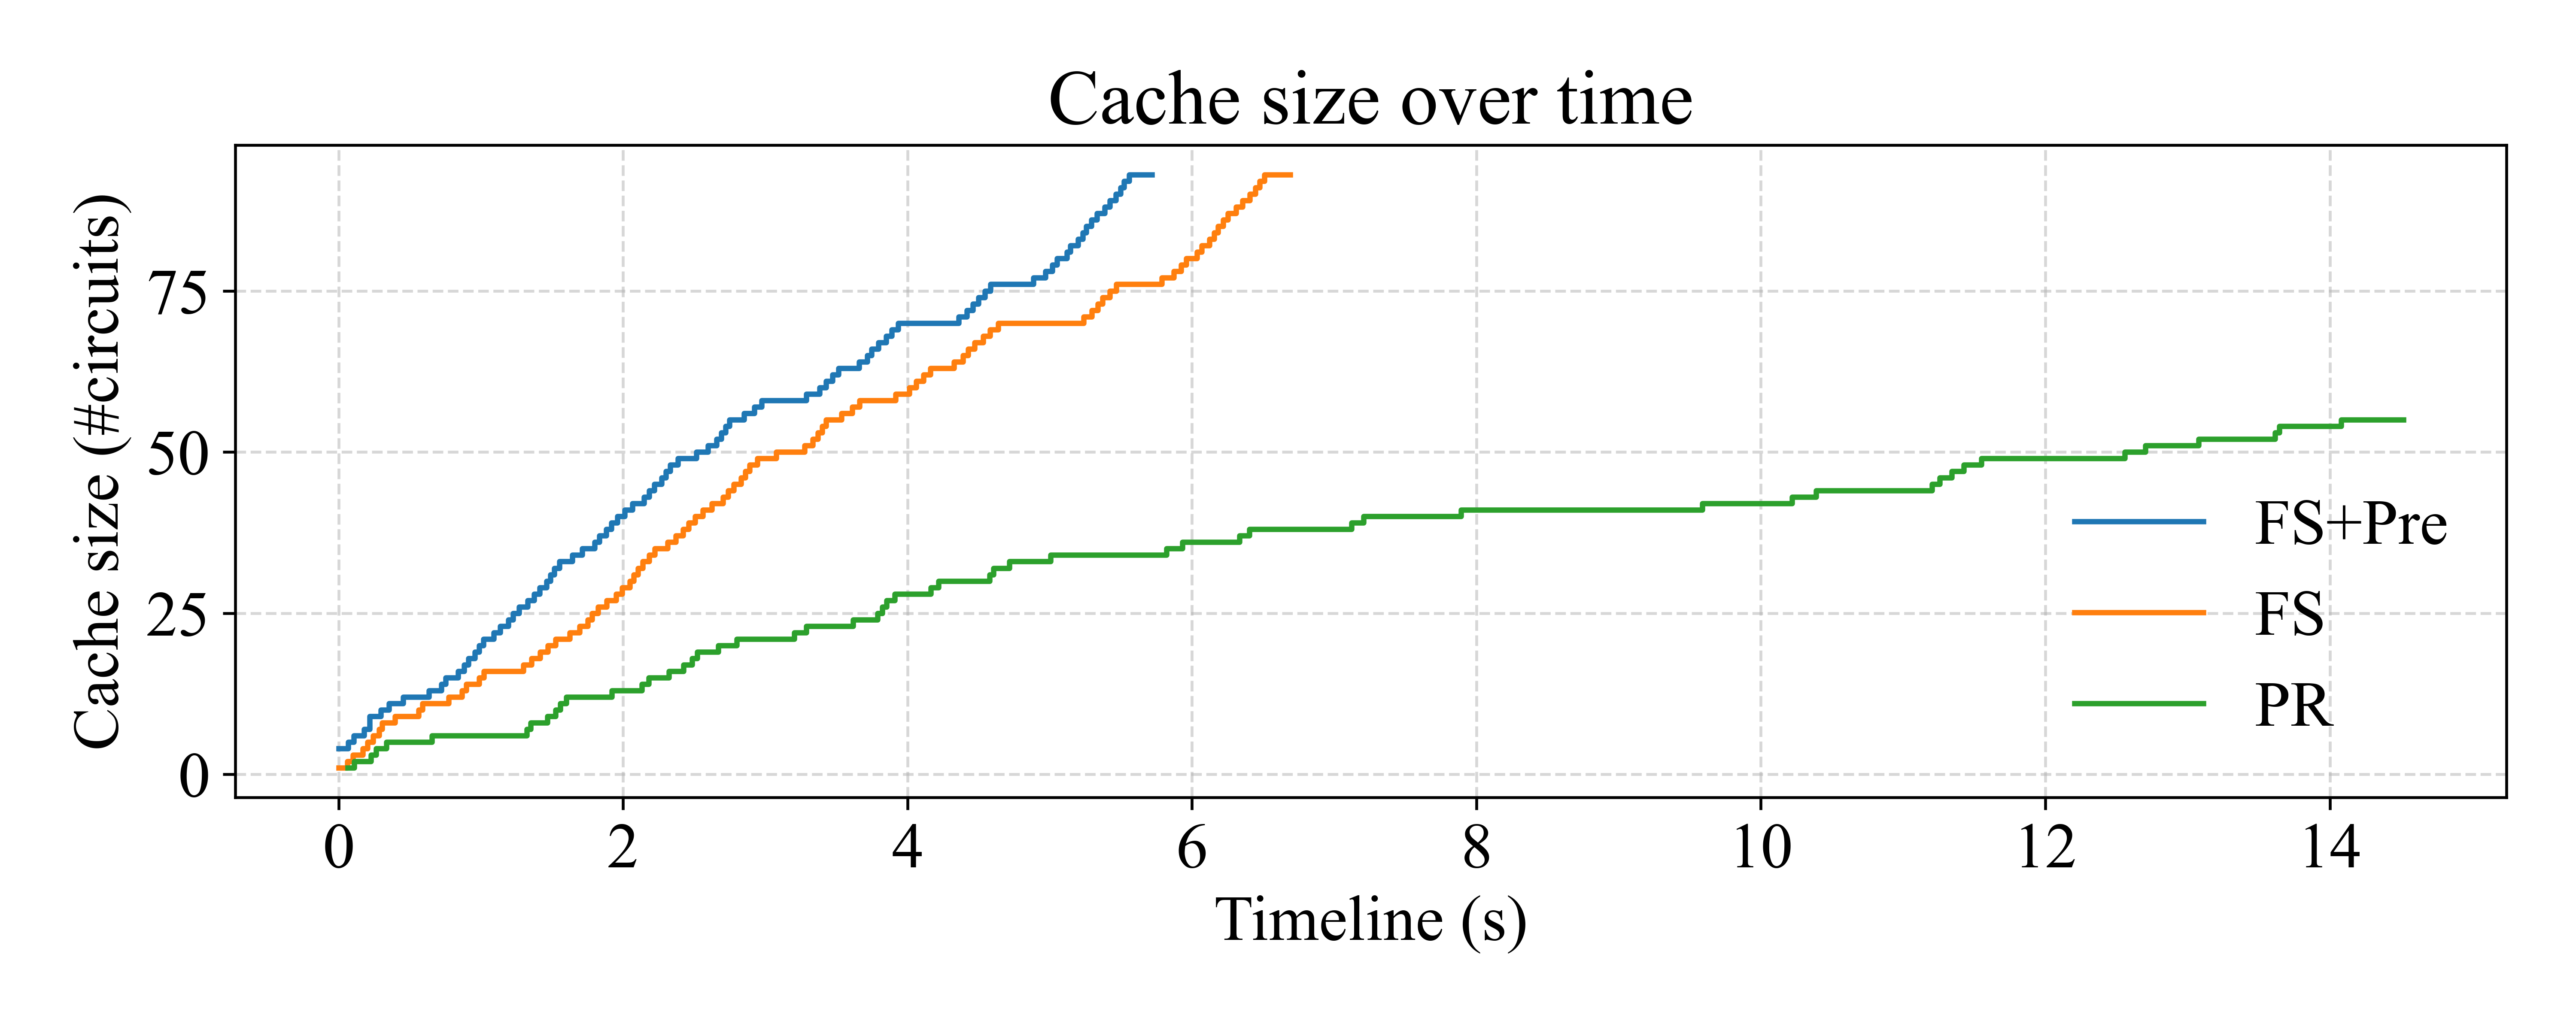 Cache size over time
Cache size (#circuits)
75
50
25
0
FS+Pre
FS
PR
0 2 4 6 8 10 12 14
Timeline (s)